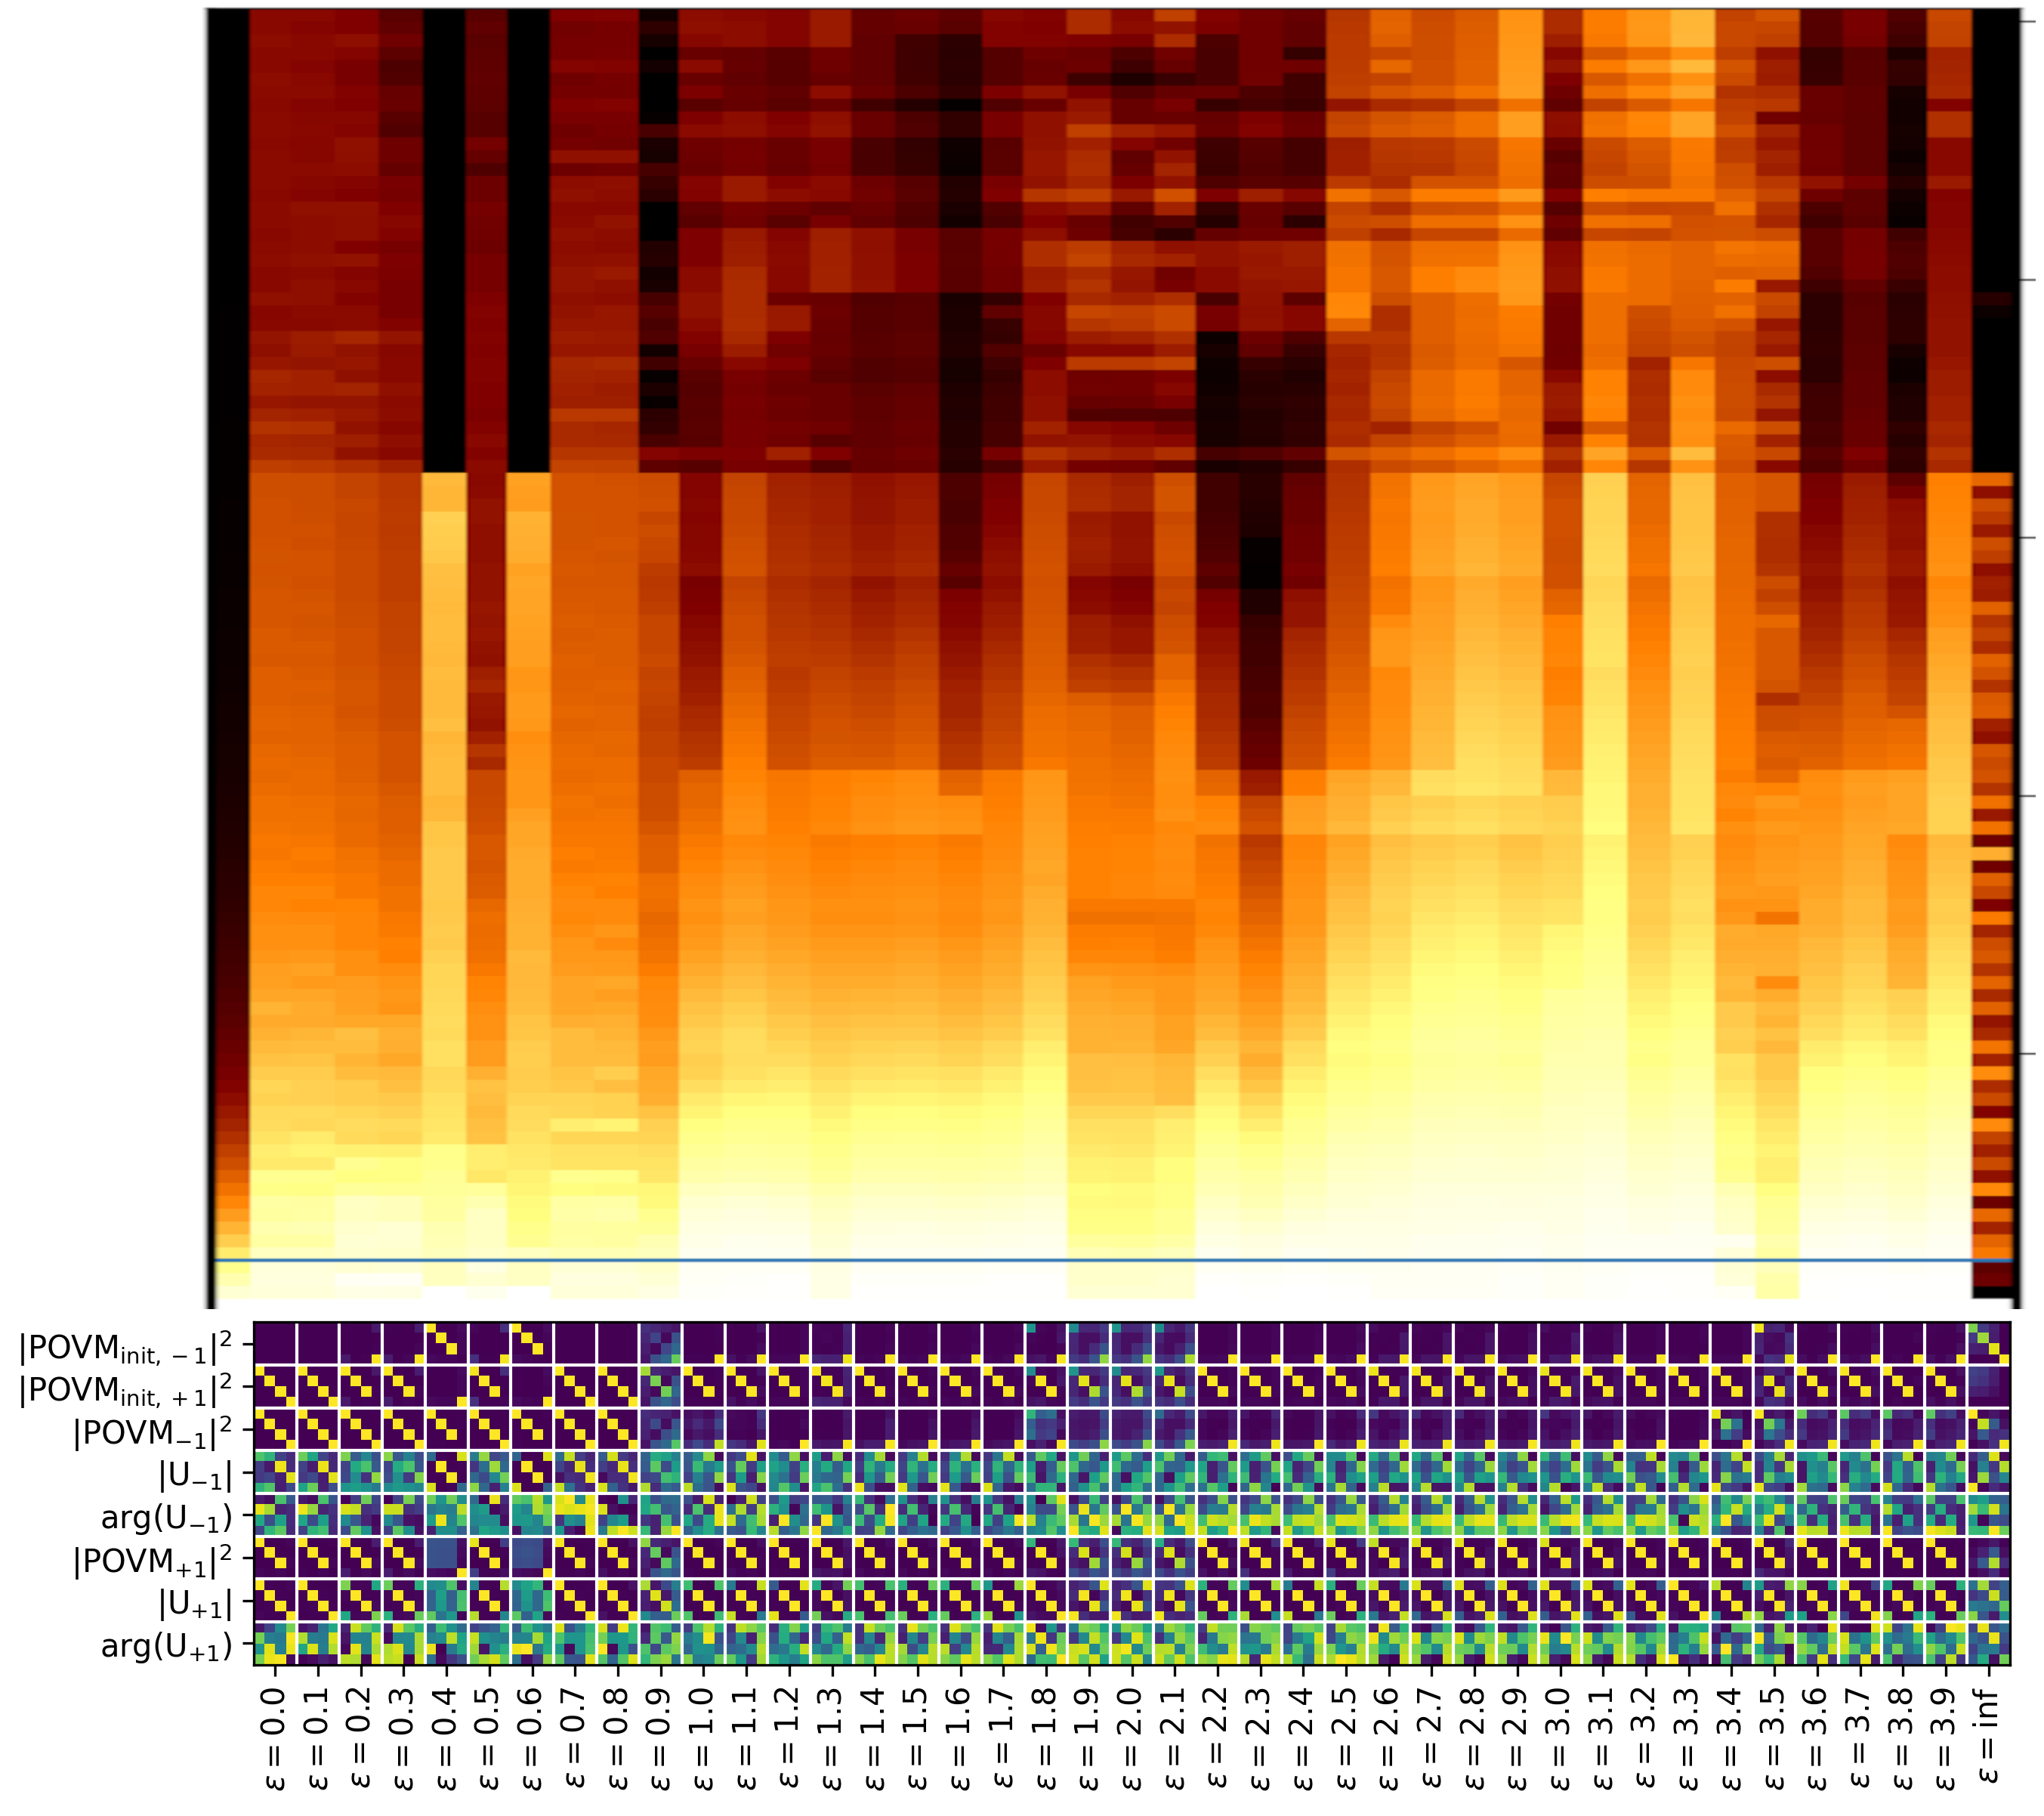 |POVM_init, −1|²
|POVM_init, +1|²
|POVM_−1|²
|U_−1|
arg(U_−1)
|POVM_+1|²
|U_+1|
arg(U_+1)
ε = 0.0
ε = 0.1
ε = 0.2
ε = 0.3
ε = 0.4
ε = 0.5
ε = 0.6
ε = 0.7
ε = 0.8
ε = 0.9
ε = 1.0
ε = 1.1
ε = 1.2
ε = 1.3
ε = 1.4
ε = 1.5
ε = 1.6
ε = 1.7
ε = 1.8
ε = 1.9
ε = 2.0
ε = 2.1
ε = 2.2
ε = 2.3
ε = 2.4
ε = 2.5
ε = 2.6
ε = 2.7
ε = 2.8
ε = 2.9
ε = 3.0
ε = 3.1
ε = 3.2
ε = 3.3
ε = 3.4
ε = 3.5
ε = 3.6
ε = 3.7
ε = 3.8
ε = 3.9
ε = inf